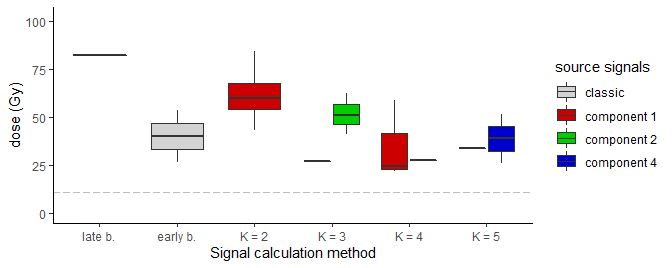 dose (Gy)
100
75
50
25
0
late b.
early b.
K = 2
K = 3
K = 4
K = 5
Signal calculation method
source signals
classic
component 1
component 2
component 4